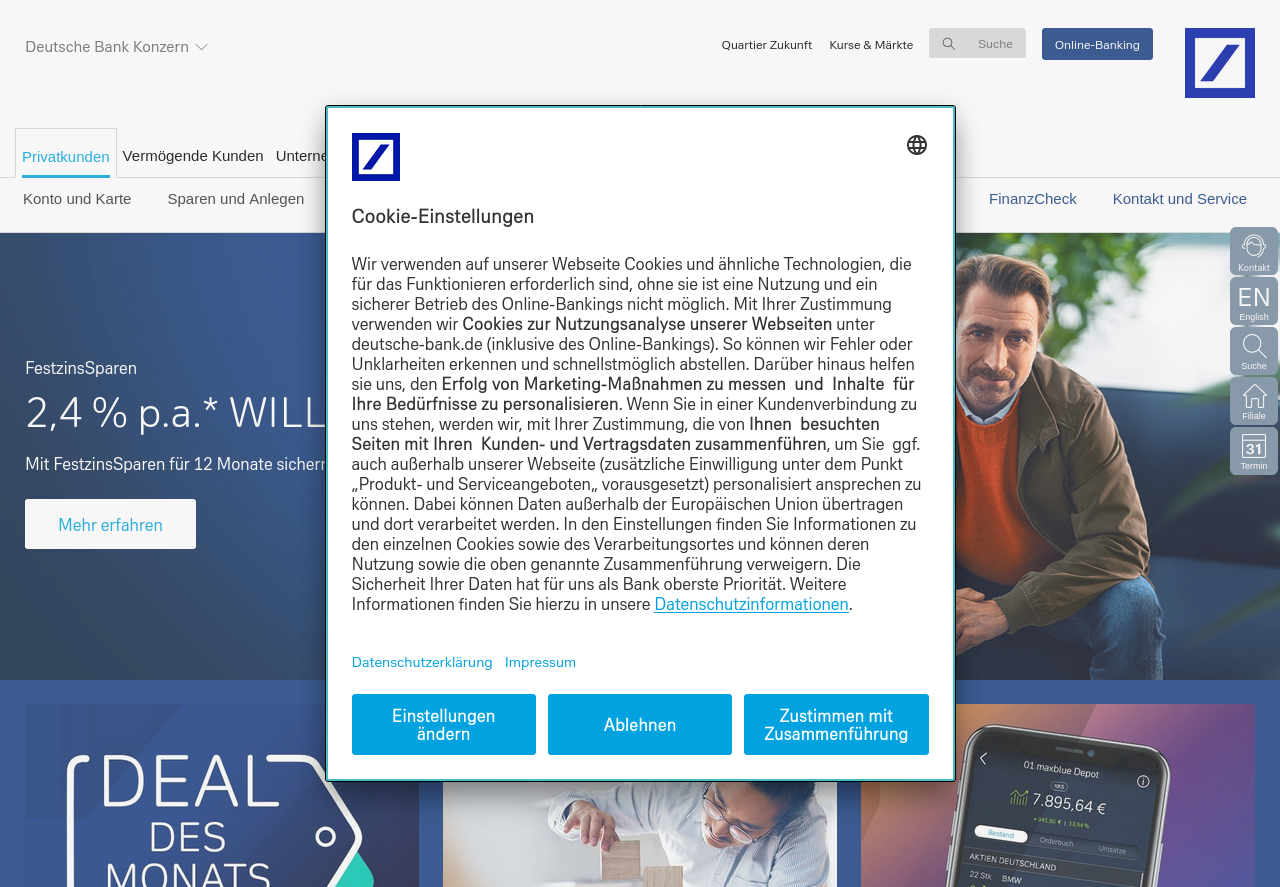 Deutsche Bank Konzern
Quartier Zukunft
Kurse & Märkte
Suche
Online-Banking
Privatkunden
Vermögende Kunden
Konto und Karte
Sparen und Anlegen
FinanzCheck
Kontakt und Service
FestzinsSparen
2,4 % p.a.*
Mit FestzinsSparen für 12 Monate
Mehr erfahren
Cookie-Einstellungen
Wir verwenden auf unserer Webseite Cookies und ähnliche Technologien, die
für das Funktionieren erforderlich sind, ohne sie ist eine Nutzung und ein
sicherer Betrieb des Online-Bankings nicht möglich. Mit Ihrer Zustimmung
verwenden wir Cookies zur Nutzungsanalyse unserer Webseiten unter
deutsche-bank.de (inklusive des Online-Bankings). So können wir Fehler oder
Unklarheiten erkennen und schnellstmöglich abstellen. Darüber hinaus helfen
sie uns, den Erfolg von Marketing-Maßnahmen zu messen und Inhalte für
Ihre Bedürfnisse zu personalisieren. Wenn Sie in einer Kundenverbindung zu
uns stehen, werden wir, mit Ihrer Zustimmung, die von Ihnen besuchten
Seiten mit Ihren Kunden- und Vertragsdaten zusammenführen, um Sie ggf.
auch außerhalb unserer Webseite (zusätzliche Einwilligung unter dem Punkt
„Produkt- und Serviceangeboten„ vorausgesetzt) personalisiert ansprechen zu
können. Dabei können Daten außerhalb der Europäischen Union übertragen
und dort verarbeitet werden. In den Einstellungen finden Sie Informationen zu
den einzelnen Cookies sowie des Verarbeitungsortes und können deren
Nutzung sowie die oben genannte Zusammenführung verweigern. Die
Sicherheit Ihrer Daten hat für uns als Bank oberste Priorität. Weitere
Informationen finden Sie hierzu in unsere Datenschutzinformationen.
Datenschutzerklärung
Impressum
Einstellungen
ändern
Ablehnen
Zustimmen mit
Zusammenführung
Kontakt
EN
English
Suche
Filiale
31
Termin
DEAL
DES
MONATS
01 maxblue Depot
RK5
7.895,64 €
+ 941,95 € | 13,54 %
Bestand
Orderbuch
Umsätze
AKTIEN DEUTSCHLAND
22 Stk BMW